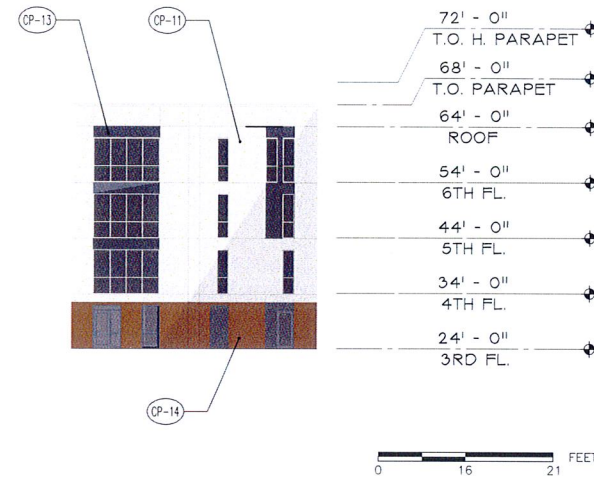 CP-13
CP-11
72' - 0"
T.O. H. PARAPET
68' - 0"
T.O. PARAPET
64' - 0"
ROOF
54' - 0"
6TH FL.
44' - 0"
5TH FL.
34' - 0"
4TH FL.
24' - 0"
3RD FL.
CP-14
FEET
0 16 21